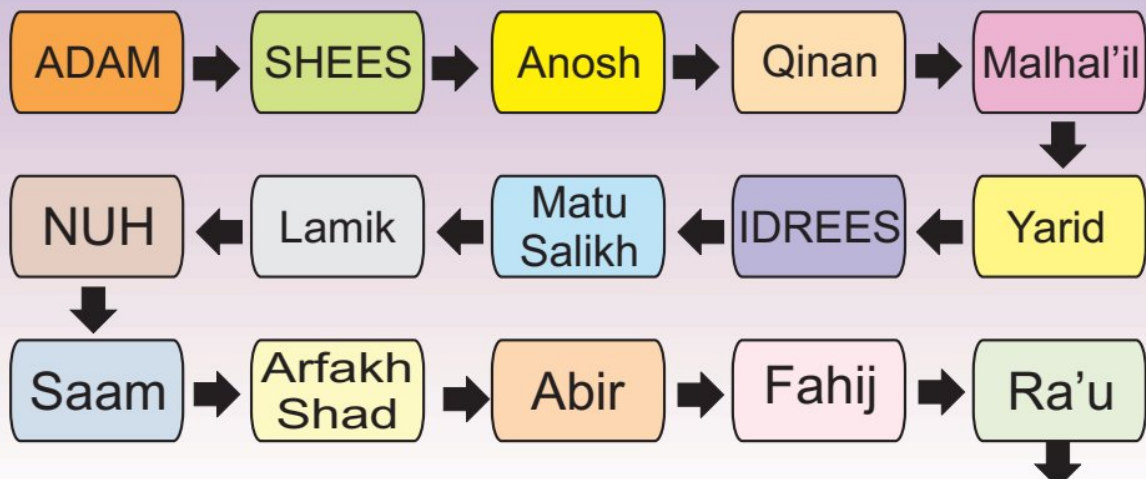 ADAM
SHEES
Anosh
Qinan
Malhal'il
Yarid
IDREES
Matu
Salikh
Lamik
NUH
Saam
Arfakh
Shad
Abir
Fahij
Ra'u